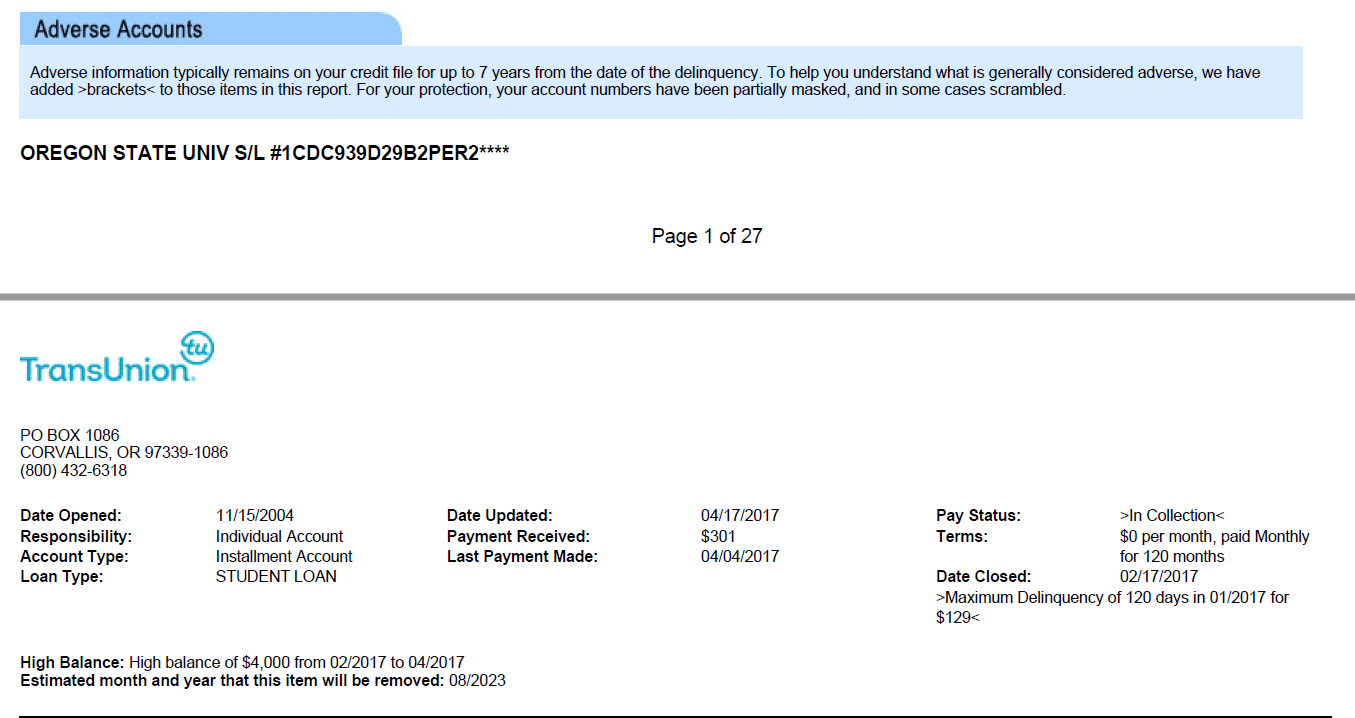 Adverse Accounts
Adverse information typically remains on your credit file for up to 7 years from the date of the delinquency. To help you understand what is generally considered adverse, we have
added >brackets< to those items in this report. For your protection, your account numbers have been partially masked, and in some cases scrambled.
OREGON STATE UNIV S/L #1CDC939D29B2PER2****
Page 1 of 27
tu
TransUnion.
PO BOX 1086
CORVALLIS, OR 97339-1086
(800) 432-6318
Date Opened: 11/15/2004 Date Updated: 04/17/2017 Pay Status: >In Collection<
Responsibility: Individual Account Payment Received: $301 Terms: $0 per month, paid Monthly
Account Type: Installment Account Last Payment Made: 04/04/2017 for 120 months
Loan Type: STUDENT LOAN Date Closed: 02/17/2017
>Maximum Delinquency of 120 days in 01/2017 for
$129<
High Balance: High balance of $4,000 from 02/2017 to 04/2017
Estimated month and year that this item will be removed: 08/2023